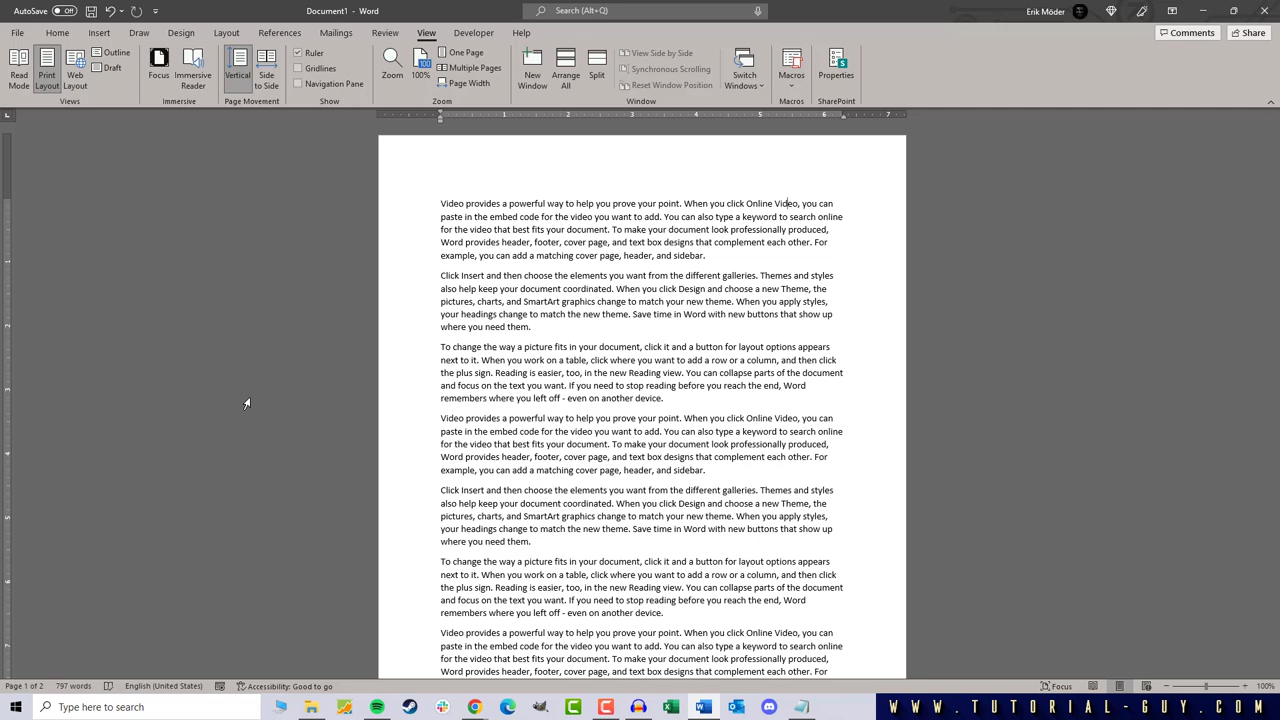 AutoSave Off Document1 - Word Search (Alt+Q) Erik Móder
File Home Insert Draw Design Layout References Mailings Review View Developer Help Comments Share
Read Mode Print Layout Web Layout Outline Draft Views
Focus Immersive Reader Immersive
Vertical Side to Side Page Movement
Ruler Gridlines Navigation Pane Show
Zoom 100 100% One Page Multiple Pages Page Width Zoom
New Window Arrange All Split View Side by Side Synchronous Scrolling Reset Window Position Switch Windows Window
Macros Macros
Properties SharePoint
1 2 3 4 5 6 7
Video provides a powerful way to help you prove your point. When you click Online Video, you can
paste in the embed code for the video you want to add. You can also type a keyword to search online
for the video that best fits your document. To make your document look professionally produced,
Word provides header, footer, cover page, and text box designs that complement each other. For
example, you can add a matching cover page, header, and sidebar.
Click Insert and then choose the elements you want from the different galleries. Themes and styles
also help keep your document coordinated. When you click Design and choose a new Theme, the
pictures, charts, and SmartArt graphics change to match your new theme. When you apply styles,
your headings change to match the new theme. Save time in Word with new buttons that show up
where you need them.
To change the way a picture fits in your document, click it and a button for layout options appears
next to it. When you work on a table, click where you want to add a row or a column, and then click
the plus sign. Reading is easier, too, in the new Reading view. You can collapse parts of the document
and focus on the text you want. If you need to stop reading before you reach the end, Word
remembers where you left off - even on another device.
Video provides a powerful way to help you prove your point. When you click Online Video, you can
paste in the embed code for the video you want to add. You can also type a keyword to search online
for the video that best fits your document. To make your document look professionally produced,
Word provides header, footer, cover page, and text box designs that complement each other. For
example, you can add a matching cover page, header, and sidebar.
Click Insert and then choose the elements you want from the different galleries. Themes and styles
also help keep your document coordinated. When you click Design and choose a new Theme, the
pictures, charts, and SmartArt graphics change to match your new theme. When you apply styles,
your headings change to match the new theme. Save time in Word with new buttons that show up
where you need them.
To change the way a picture fits in your document, click it and a button for layout options appears
next to it. When you work on a table, click where you want to add a row or a column, and then click
the plus sign. Reading is easier, too, in the new Reading view. You can collapse parts of the document
and focus on the text you want. If you need to stop reading before you reach the end, Word
remembers where you left off - even on another device.
Video provides a powerful way to help you prove your point. When you click Online Video, you can
paste in the embed code for the video you want to add. You can also type a keyword to search online
for the video that best fits your document. To make your document look professionally produced,
Word provides header, footer, cover page, and text box designs that complement each other. For
1
2
3
4
5
6
7
Page 1 of 2 797 words English (United States) Accessibility: Good to go Focus 100%
Type here to search WWW.TUTORIAL-GY.COM